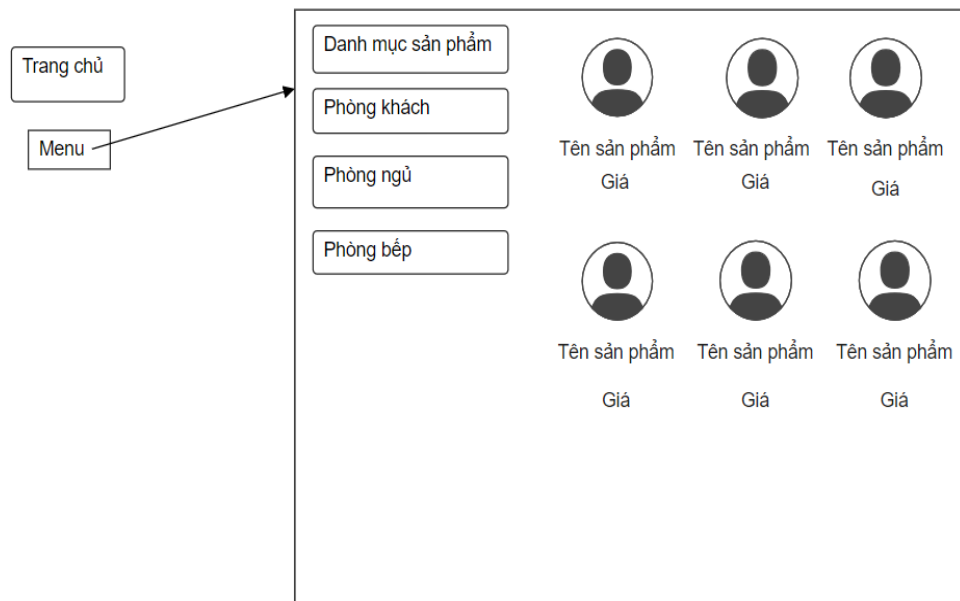 Trang chủ
Menu
Danh mục sản phẩm
Phòng khách
Phòng ngủ
Phòng bếp
Tên sản phẩm Tên sản phẩm Tên sản phẩm
Giá Giá Giá
Tên sản phẩm Tên sản phẩm Tên sản phẩm
Giá Giá Giá